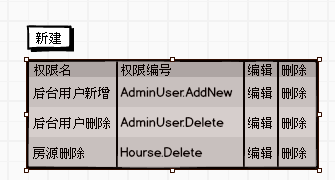 新建
权限名 权限编号 编辑 删除
后台用户新增 AdminUser.AddNew 编辑 删除
后台用户删除 AdminUser.Delete 编辑 删除
房源删除 Hourse.Delete 编辑 删除